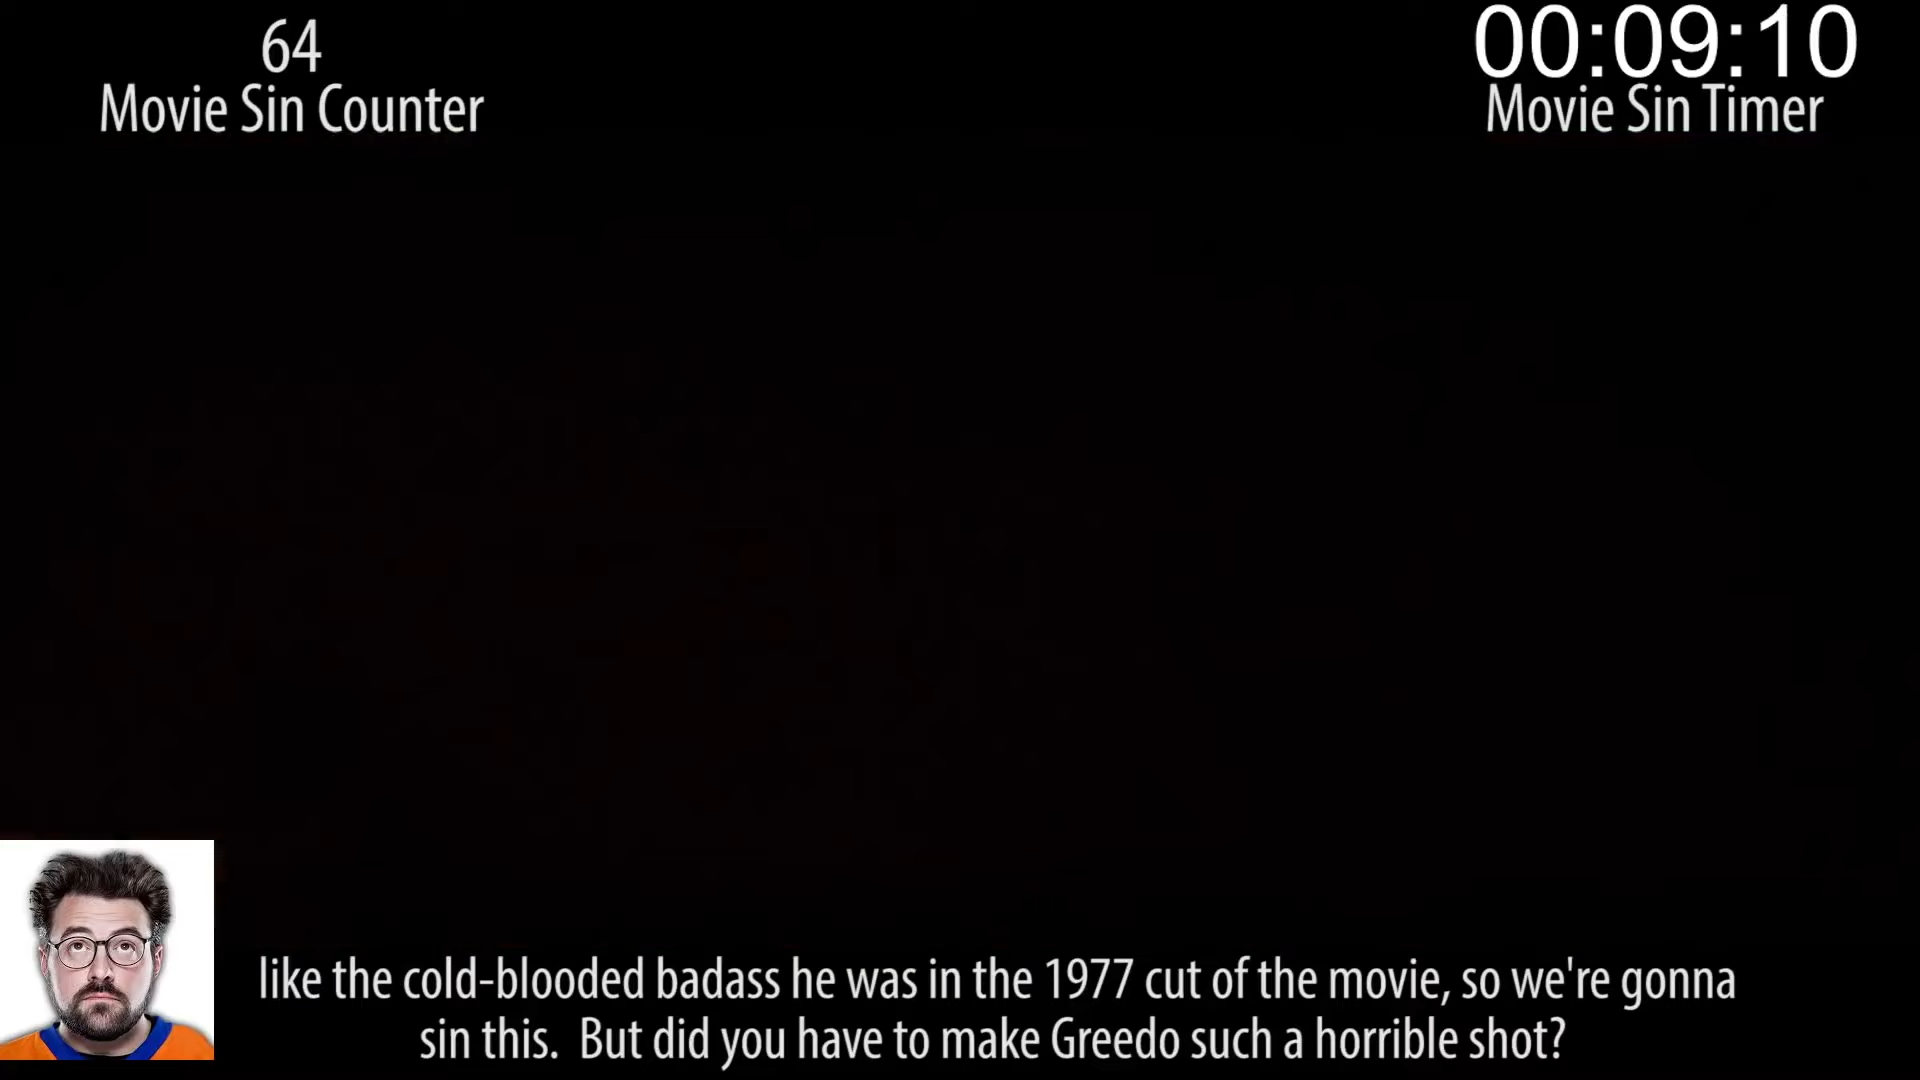 64
Movie Sin Counter
00:09:10
Movie Sin Timer
like the cold-blooded badass he was in the 1977 cut of the movie, so we're gonna
sin this.  But did you have to make Greedo such a horrible shot?